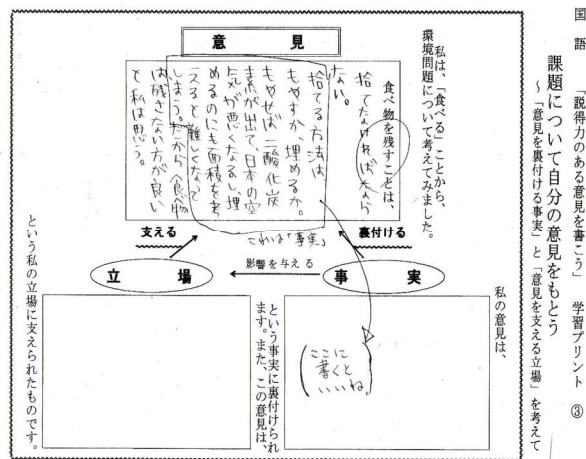 国語　「説得力のある意見を書こう」　学習プリント　③
課題について自分の意見をもとう
～「意見を裏付ける事実」と「意見を支える立場」を考えて
私は、「食べる」ことから、
環境問題について考えてみました。
意見
食べ物を残すことは、
捨てなければなら
ない。
捨てる方法は、
もやすか、埋めるか。
もやせば、二酸化炭
素が出て、日本の空
気が悪くなるし、埋
めるのにも面積を考
えると難くなって
しまう。だから、食べ物
は残さない方が良い
と私は思う。
これは「事実」
支える
裏付ける
立場
影響を与える
事実
私の意見は、
ここに
書くと
いいね。
という事実に裏付けられ
ます。また、この意見は、
という私の立場に支えられたものです。